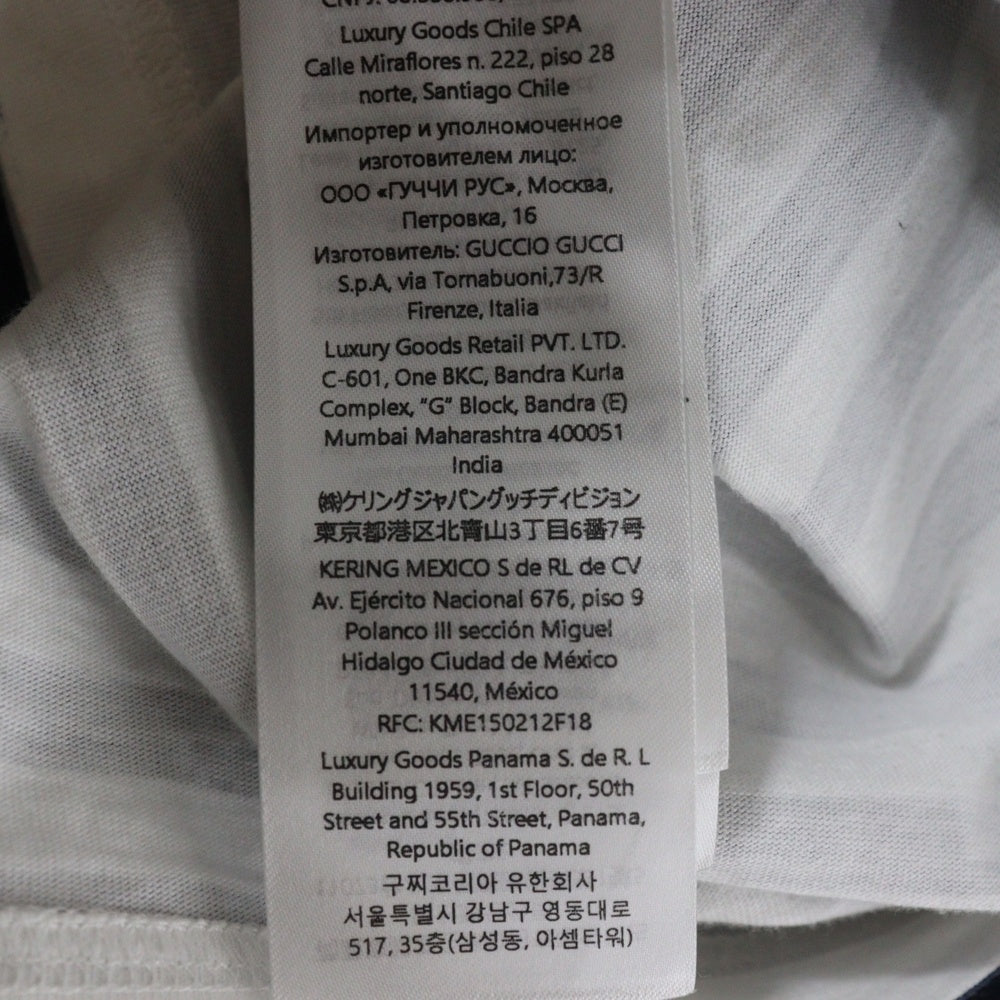 Luxury Goods Chile SPA
Calle Miraflores n. 222, piso 28
norte, Santiago Chile
Импортер и уполномоченное
изготовителем лицо:
ООО «ГУЧЧИ РУС», Москва,
Петровка, 16
Изготовитель: GUCCIO GUCCI
S.p.A, via Tornabuoni,73/R
Firenze, Italia
Luxury Goods Retail PVT. LTD.
C-601, One BKC, Bandra Kurla
Complex, “G” Block, Bandra (E)
Mumbai Maharashtra 400051
India
㈱ケリングジャパングッチディビジョン
東京都港区北青山3丁目6番7号
KERING MEXICO S de RL de CV
Av. Ejército Nacional 676, piso 9
Polanco III sección Miguel
Hidalgo Ciudad de México
11540, México
RFC: KME150212F18
Luxury Goods Panama S. de R. L
Building 1959, 1st Floor, 50th
Street and 55th Street, Panama,
Republic of Panama
구찌코리아 유한회사
서울특별시 강남구 영동대로
517, 35층(삼성동, 아셈타워)